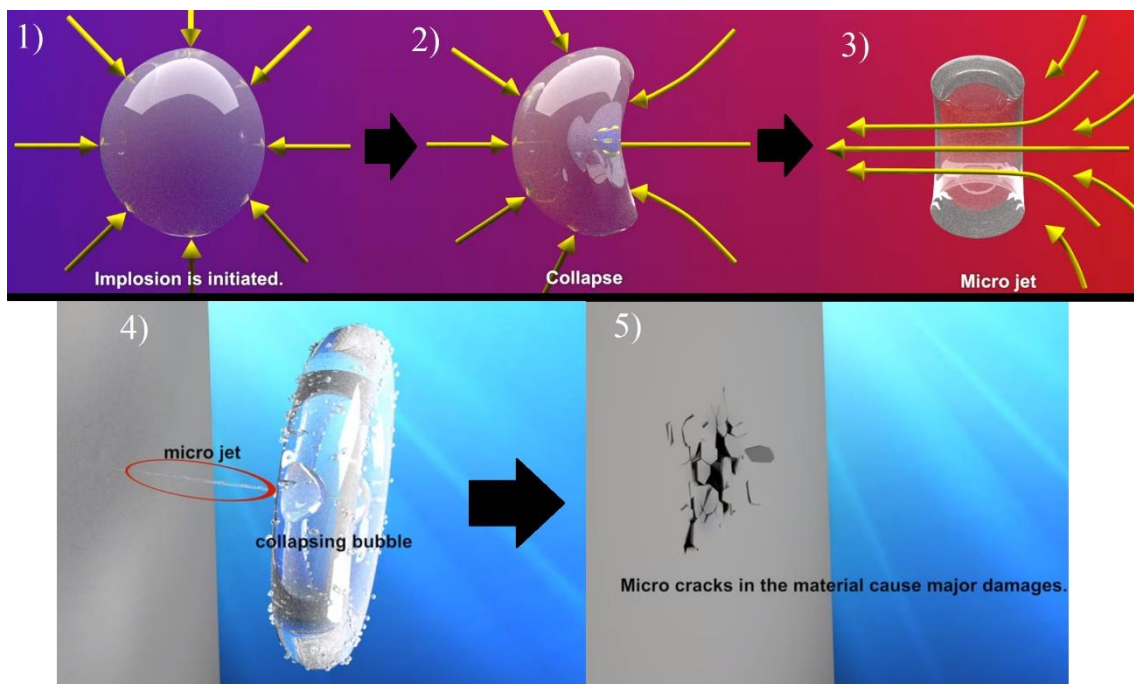 1)
2)
3)
Implosion is initiated.
Collapse
Micro jet
4)
5)
micro jet
collapsing bubble
Micro cracks in the material cause major damages.